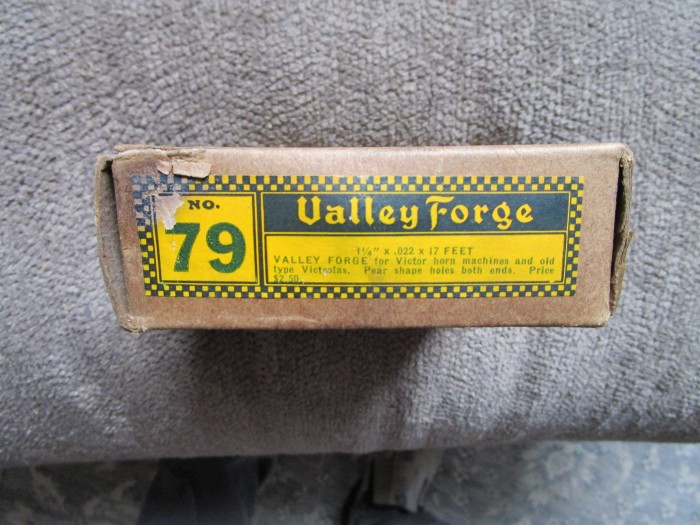 NO.
79
Valley Forge
1¼" x .022 x 17 FEET
VALLEY FORGE for Victor horn machines and old
type Victrolas. Pear shape holes both ends. Price
$2.50